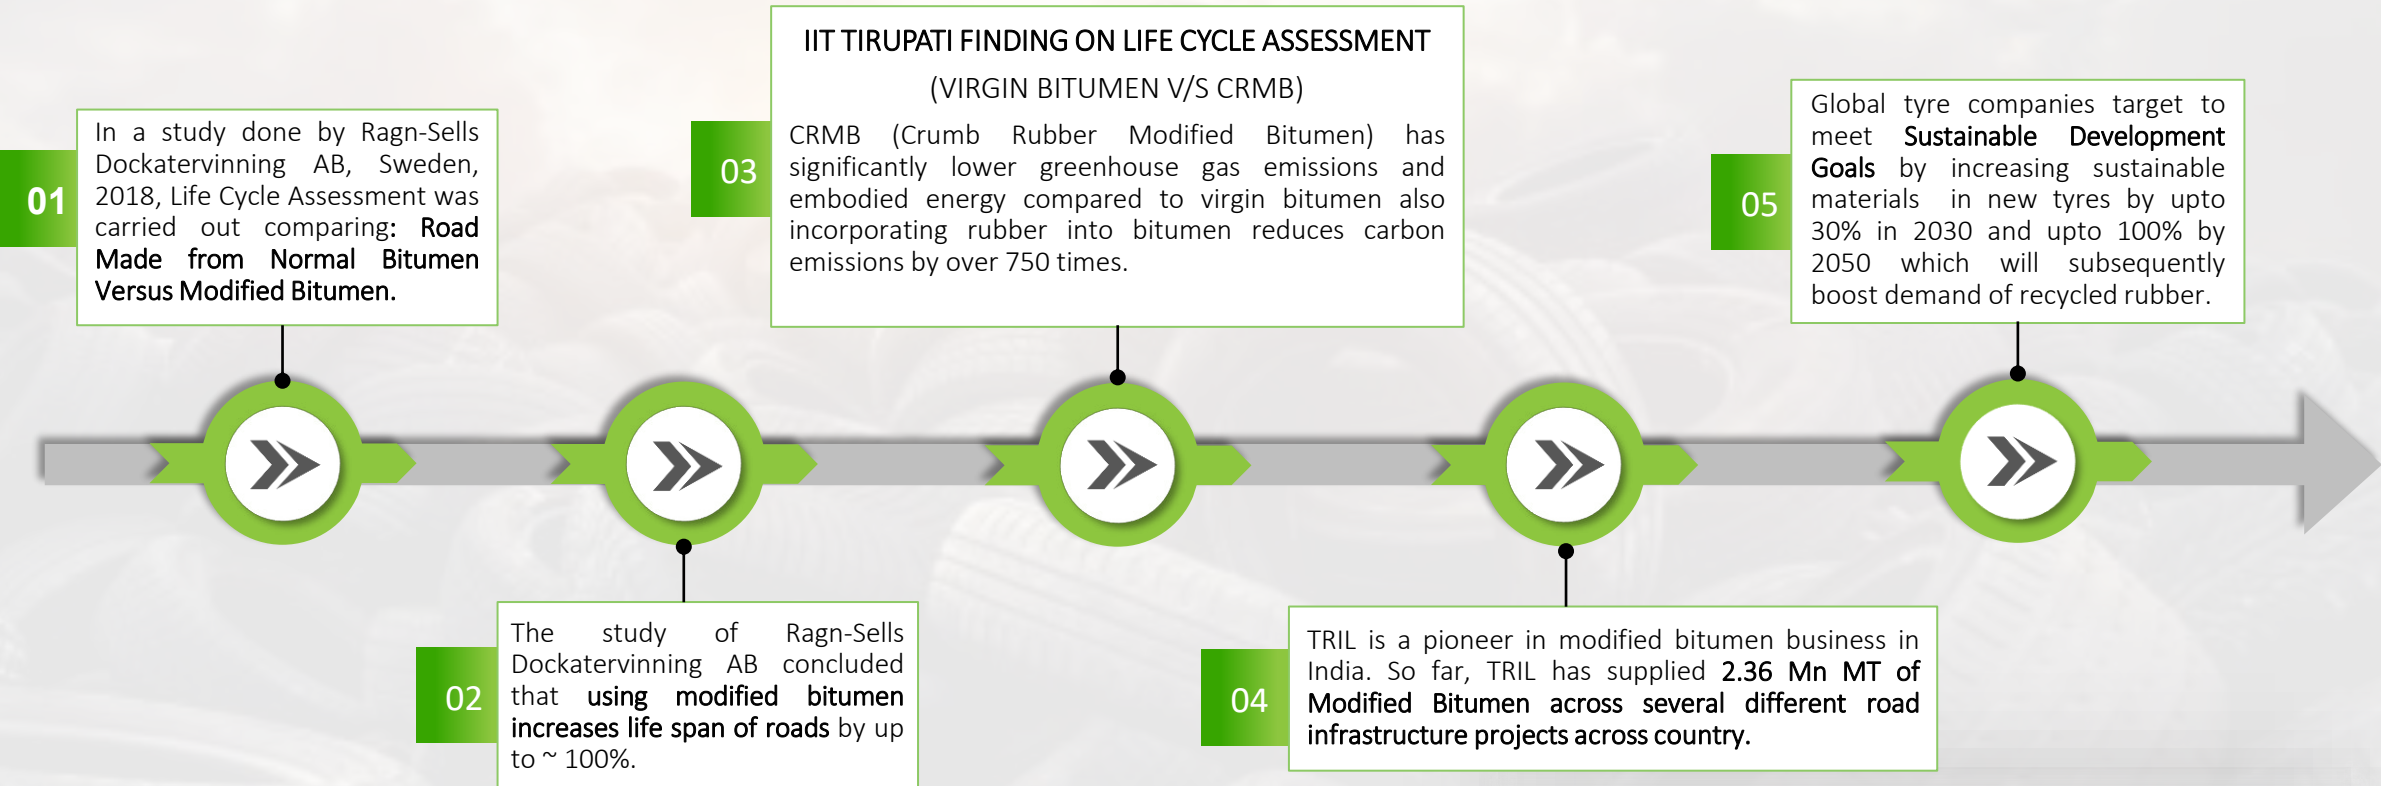 01
In a study done by Ragn-Sells
Dockatervinning AB, Sweden,
2018, Life Cycle Assessment was
carried out comparing: Road
Made from Normal Bitumen
Versus Modified Bitumen.
02
The study of Ragn-Sells
Dockatervinning AB concluded
that using modified bitumen
increases life span of roads by up
to ~ 100%.
03
IIT TIRUPATI FINDING ON LIFE CYCLE ASSESSMENT
(VIRGIN BITUMEN V/S CRMB)
CRMB (Crumb Rubber Modified Bitumen) has
significantly lower greenhouse gas emissions and
embodied energy compared to virgin bitumen also
incorporating rubber into bitumen reduces carbon
emissions by over 750 times.
04
TRIL is a pioneer in modified bitumen business in
India. So far, TRIL has supplied 2.36 Mn MT of
Modified Bitumen across several different road
infrastructure projects across country.
05
Global tyre companies target to
meet Sustainable Development
Goals by increasing sustainable
materials in new tyres by upto
30% in 2030 and upto 100% by
2050 which will subsequently
boost demand of recycled rubber.